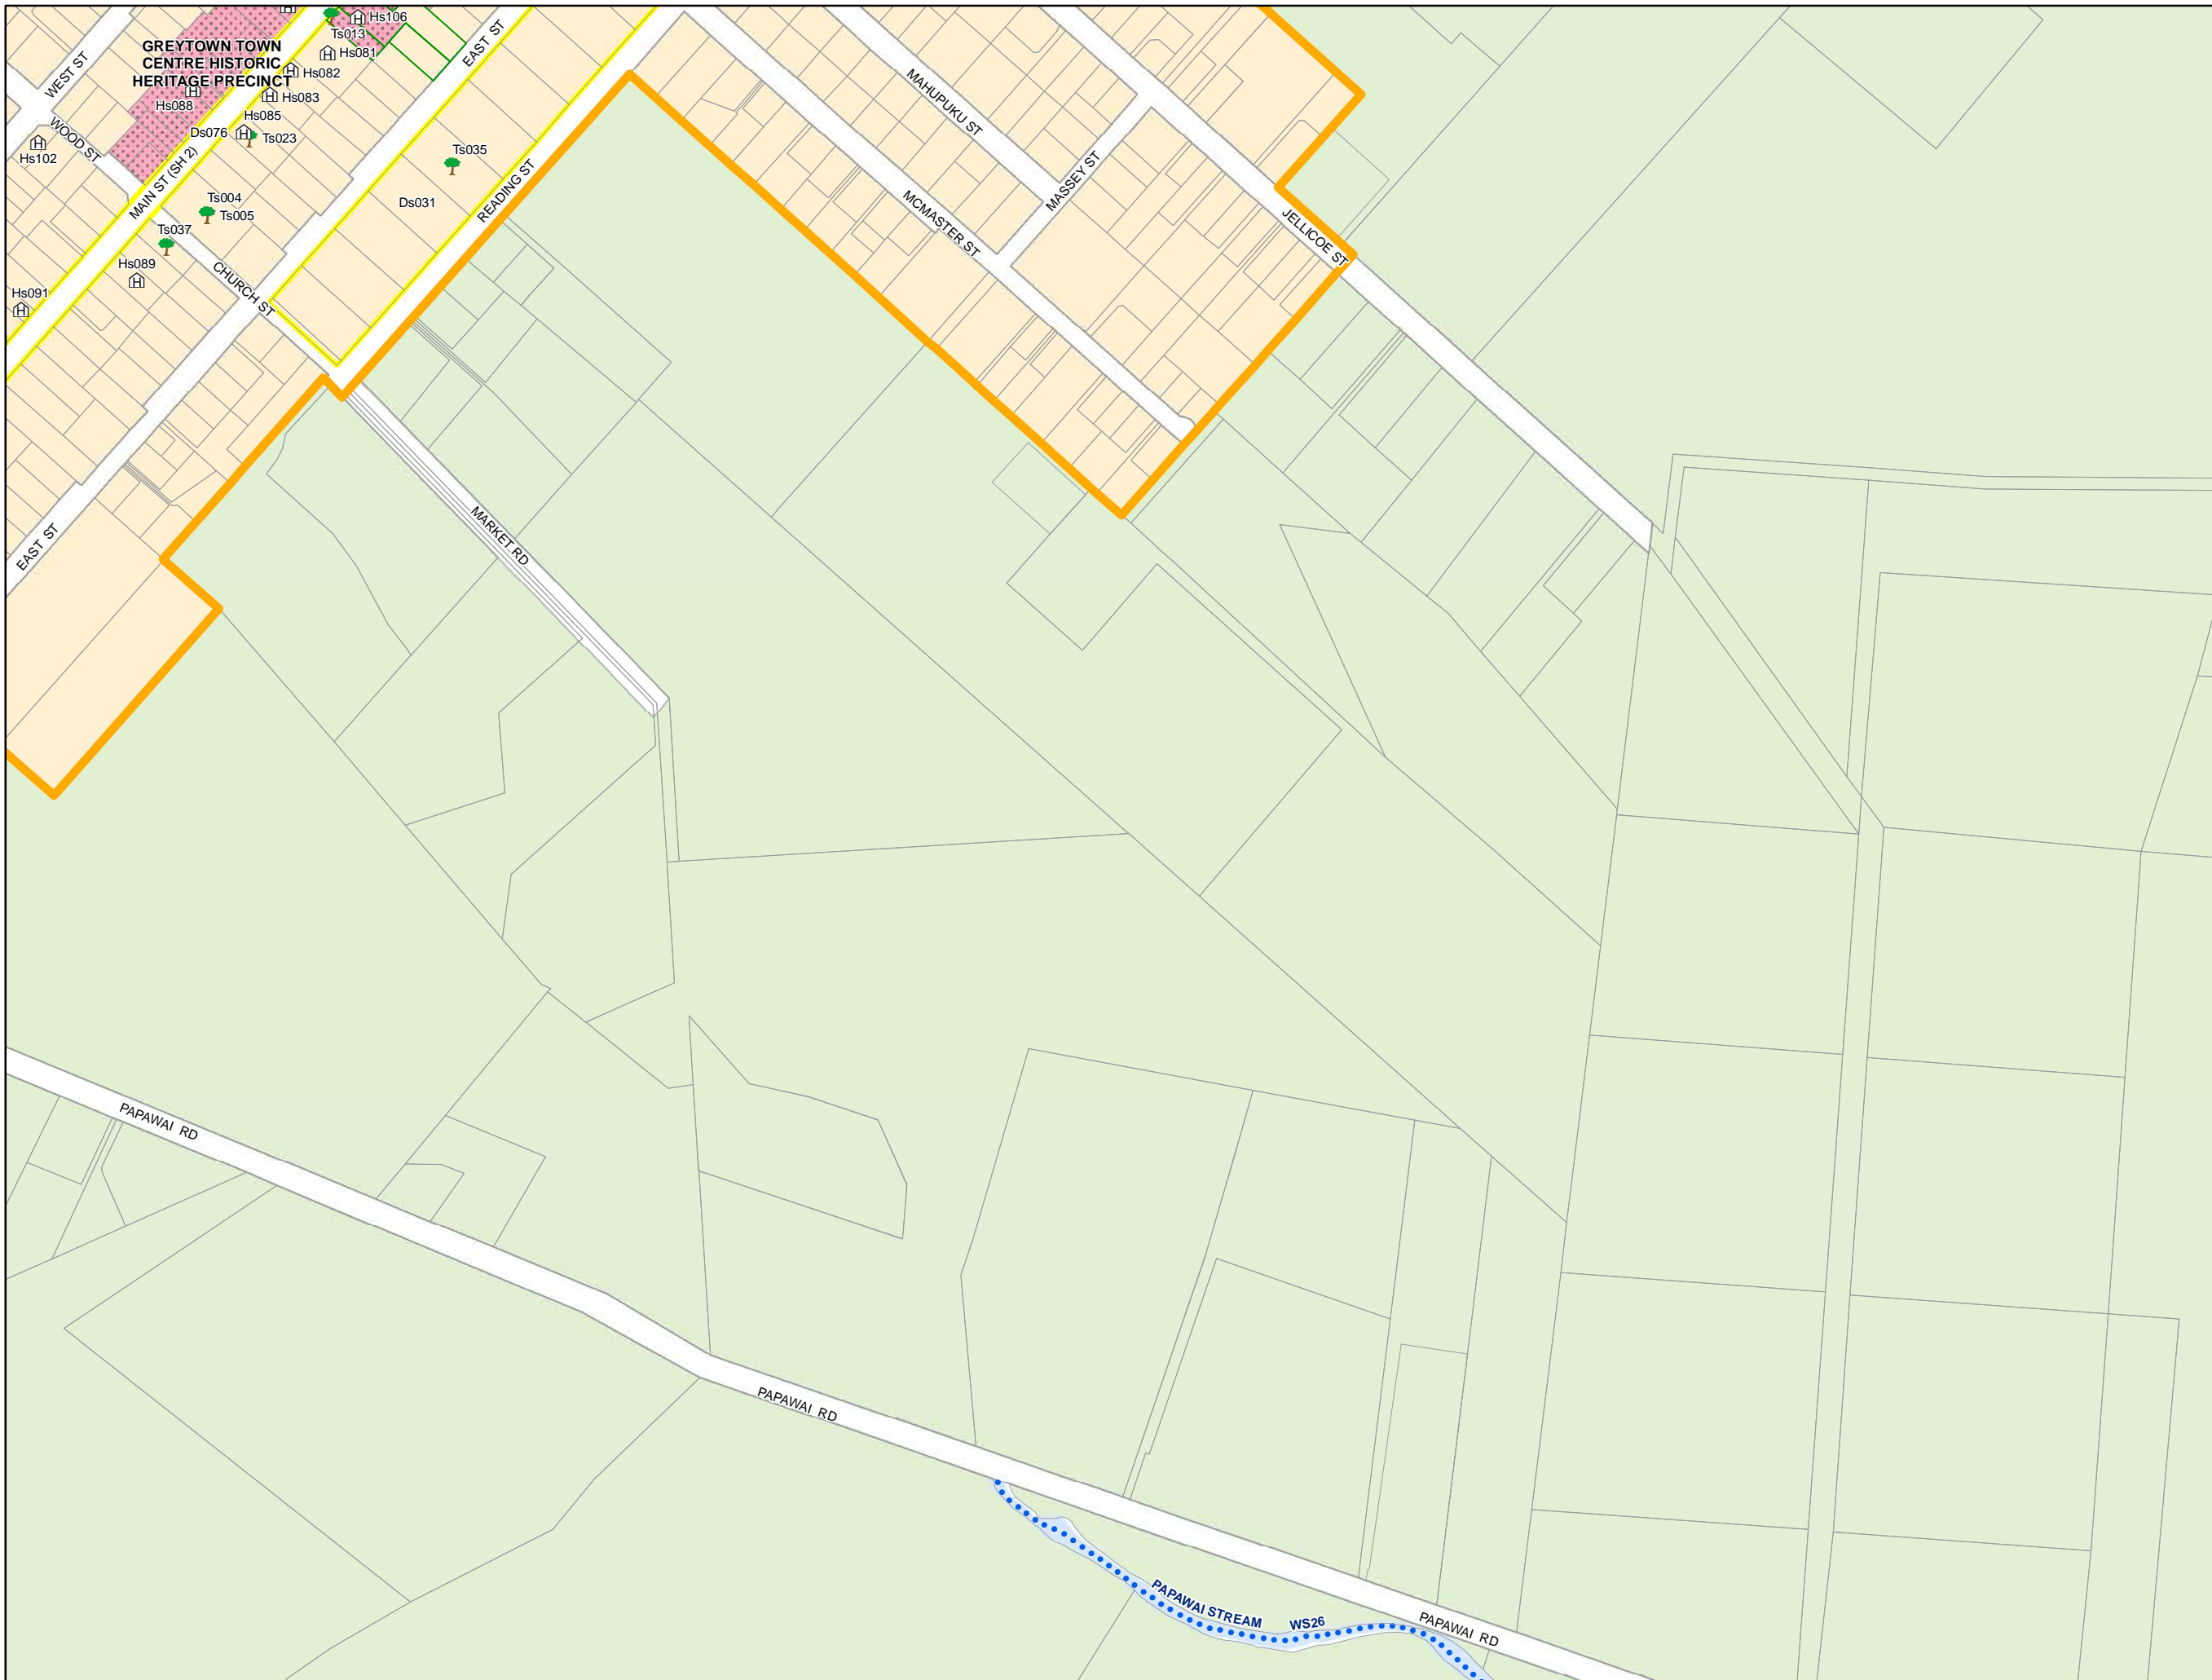 Hs106
Ts013
GREYTOWN TOWN
CENTRE HISTORIC
HERITAGE PRECINCT
Hs081
Hs082
Hs083
Hs088
Hs085
Ds076
Ts023
WEST ST
WOOD ST
Hs102
MAIN ST (SH 2)
EAST ST
Ts035
Ds031
READING ST
Ts004
Ts005
Ts037
Hs089
Hs091
CHURCH ST
MAHUPUKU ST
MASSEY ST
MCMASTER ST
JELLICOE ST
EAST ST
MARKET RD
PAPAWAI RD
PAPAWAI RD
PAPAWAI STREAM
WS26
PAPAWAI RD